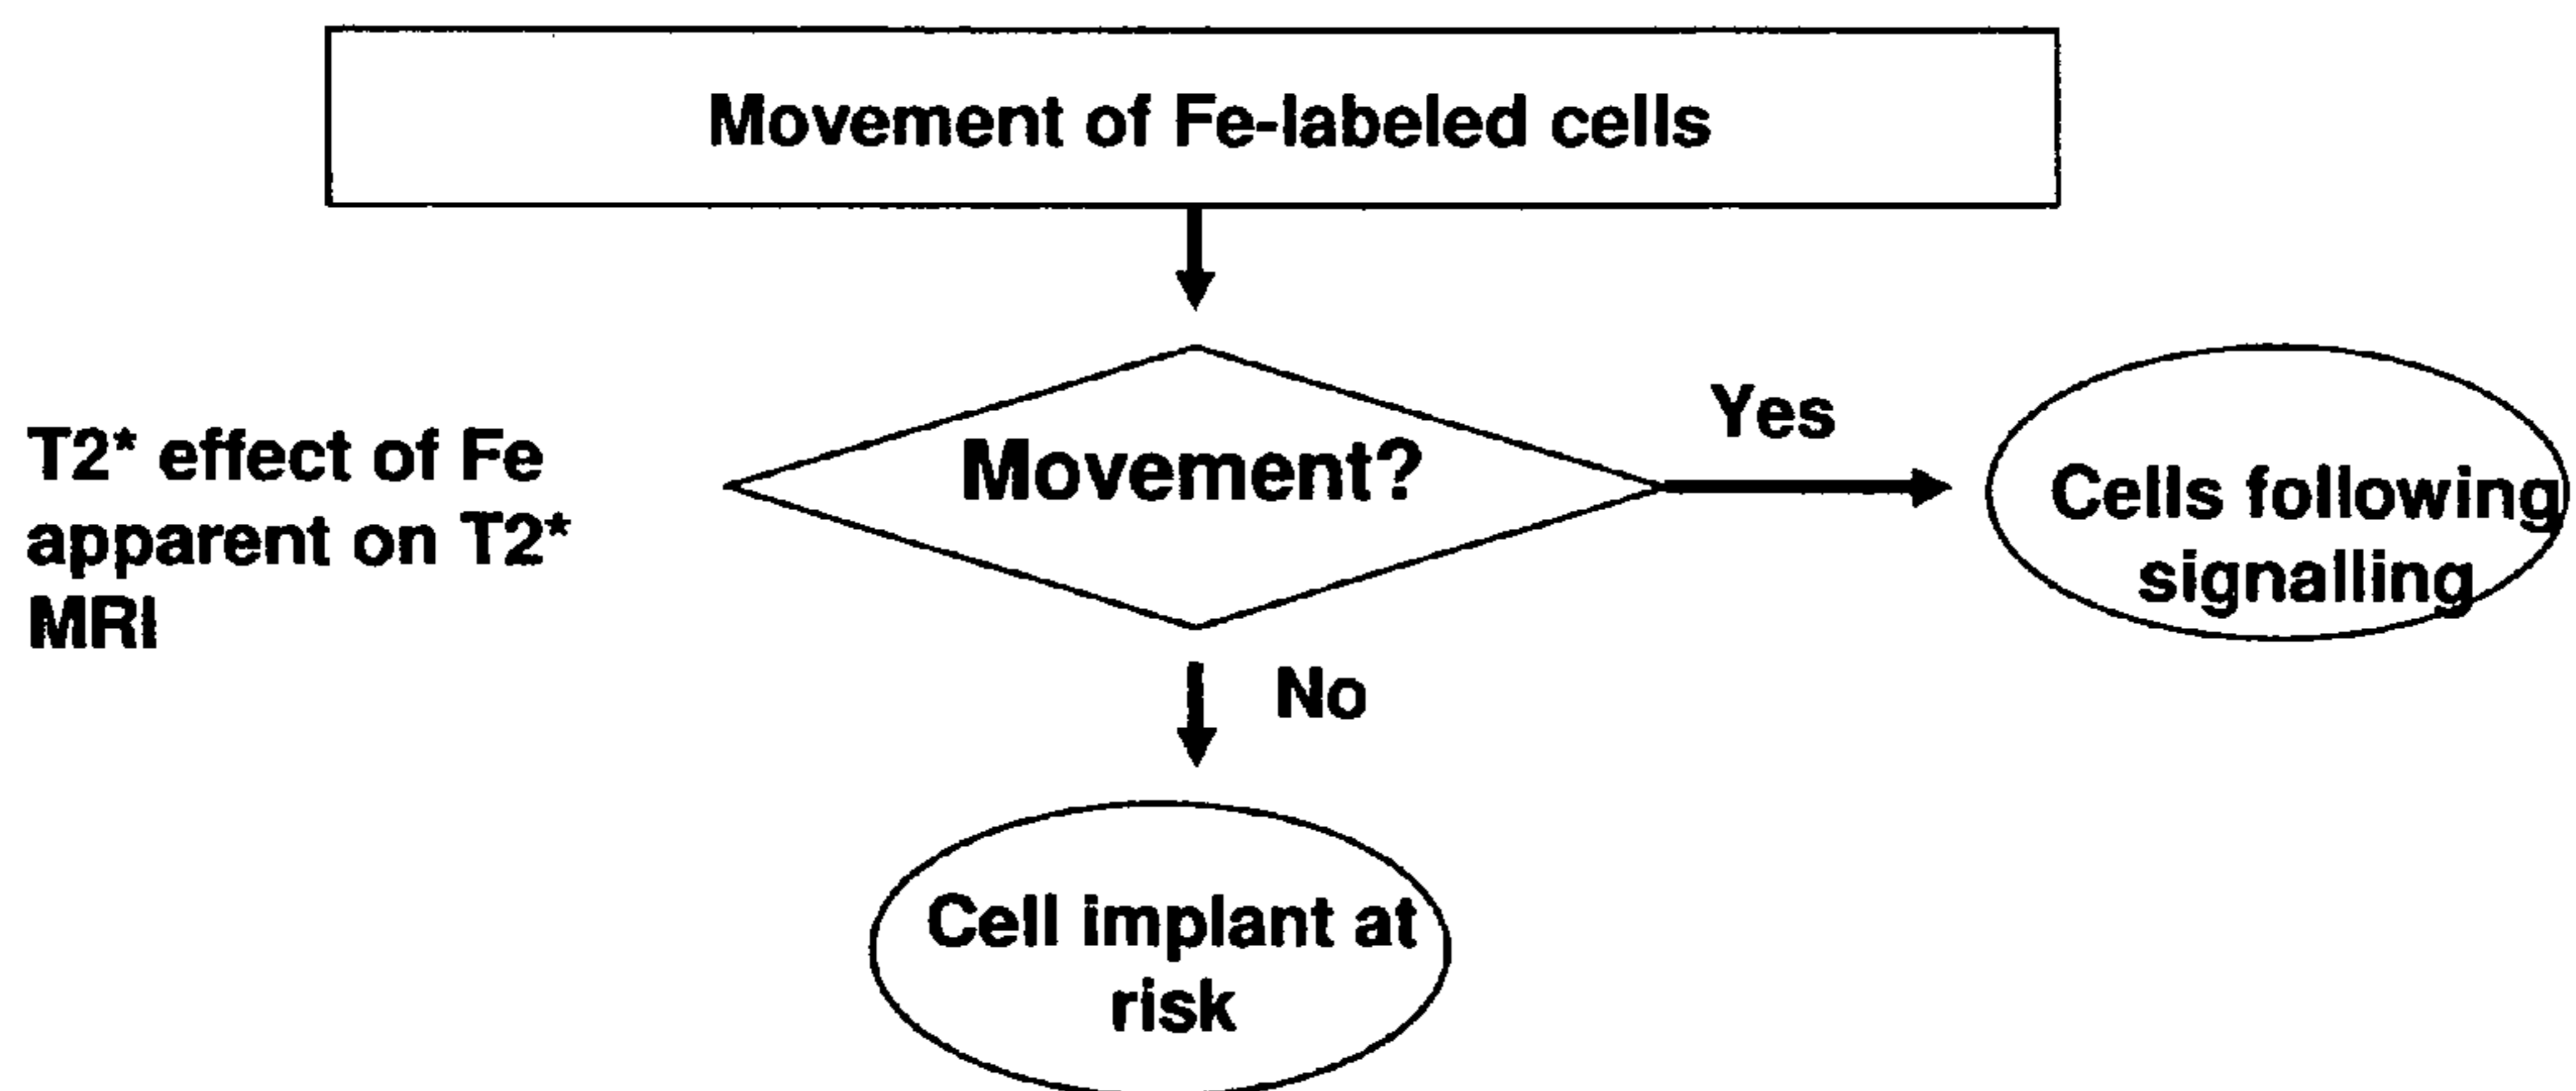 Movement of Fe-labeled cells
T2* effect of Fe
apparent on T2*
MRI
Movement?
Yes
Cells following
signalling
No
Cell implant at
risk